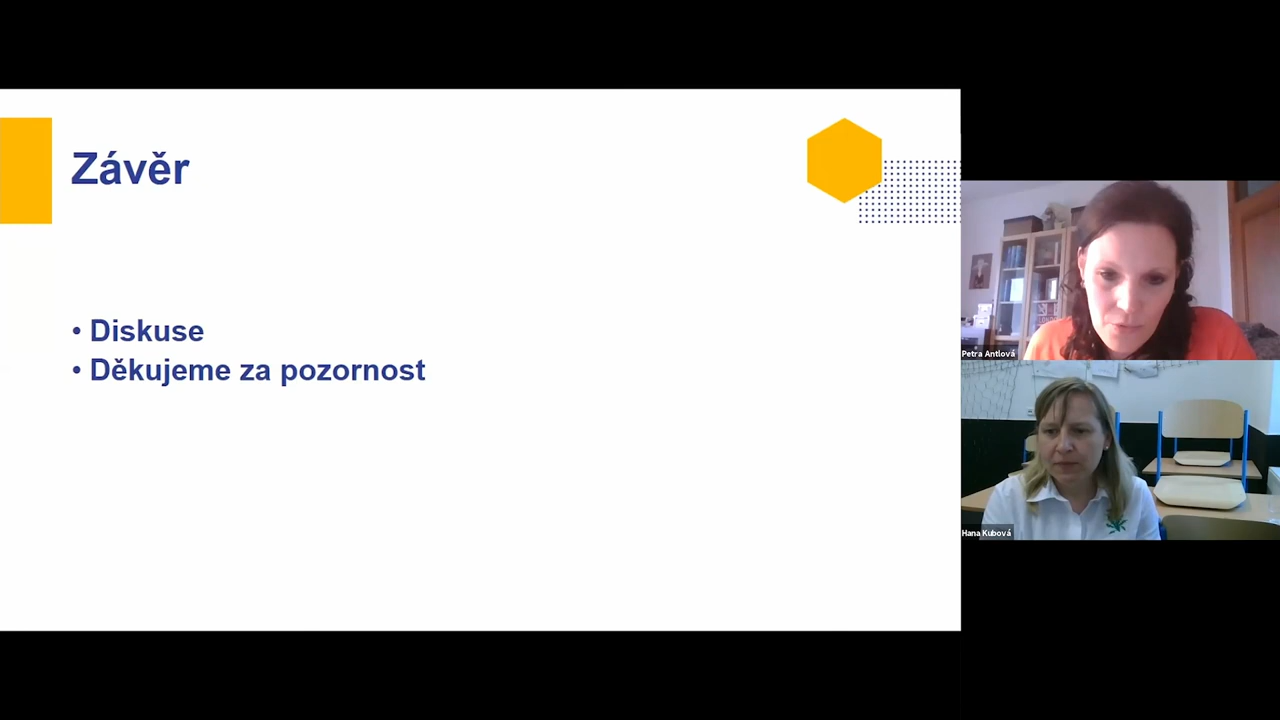 Závěr
• Diskuse
• Děkujeme za pozornost
Petra Antlová
Hana Kubová